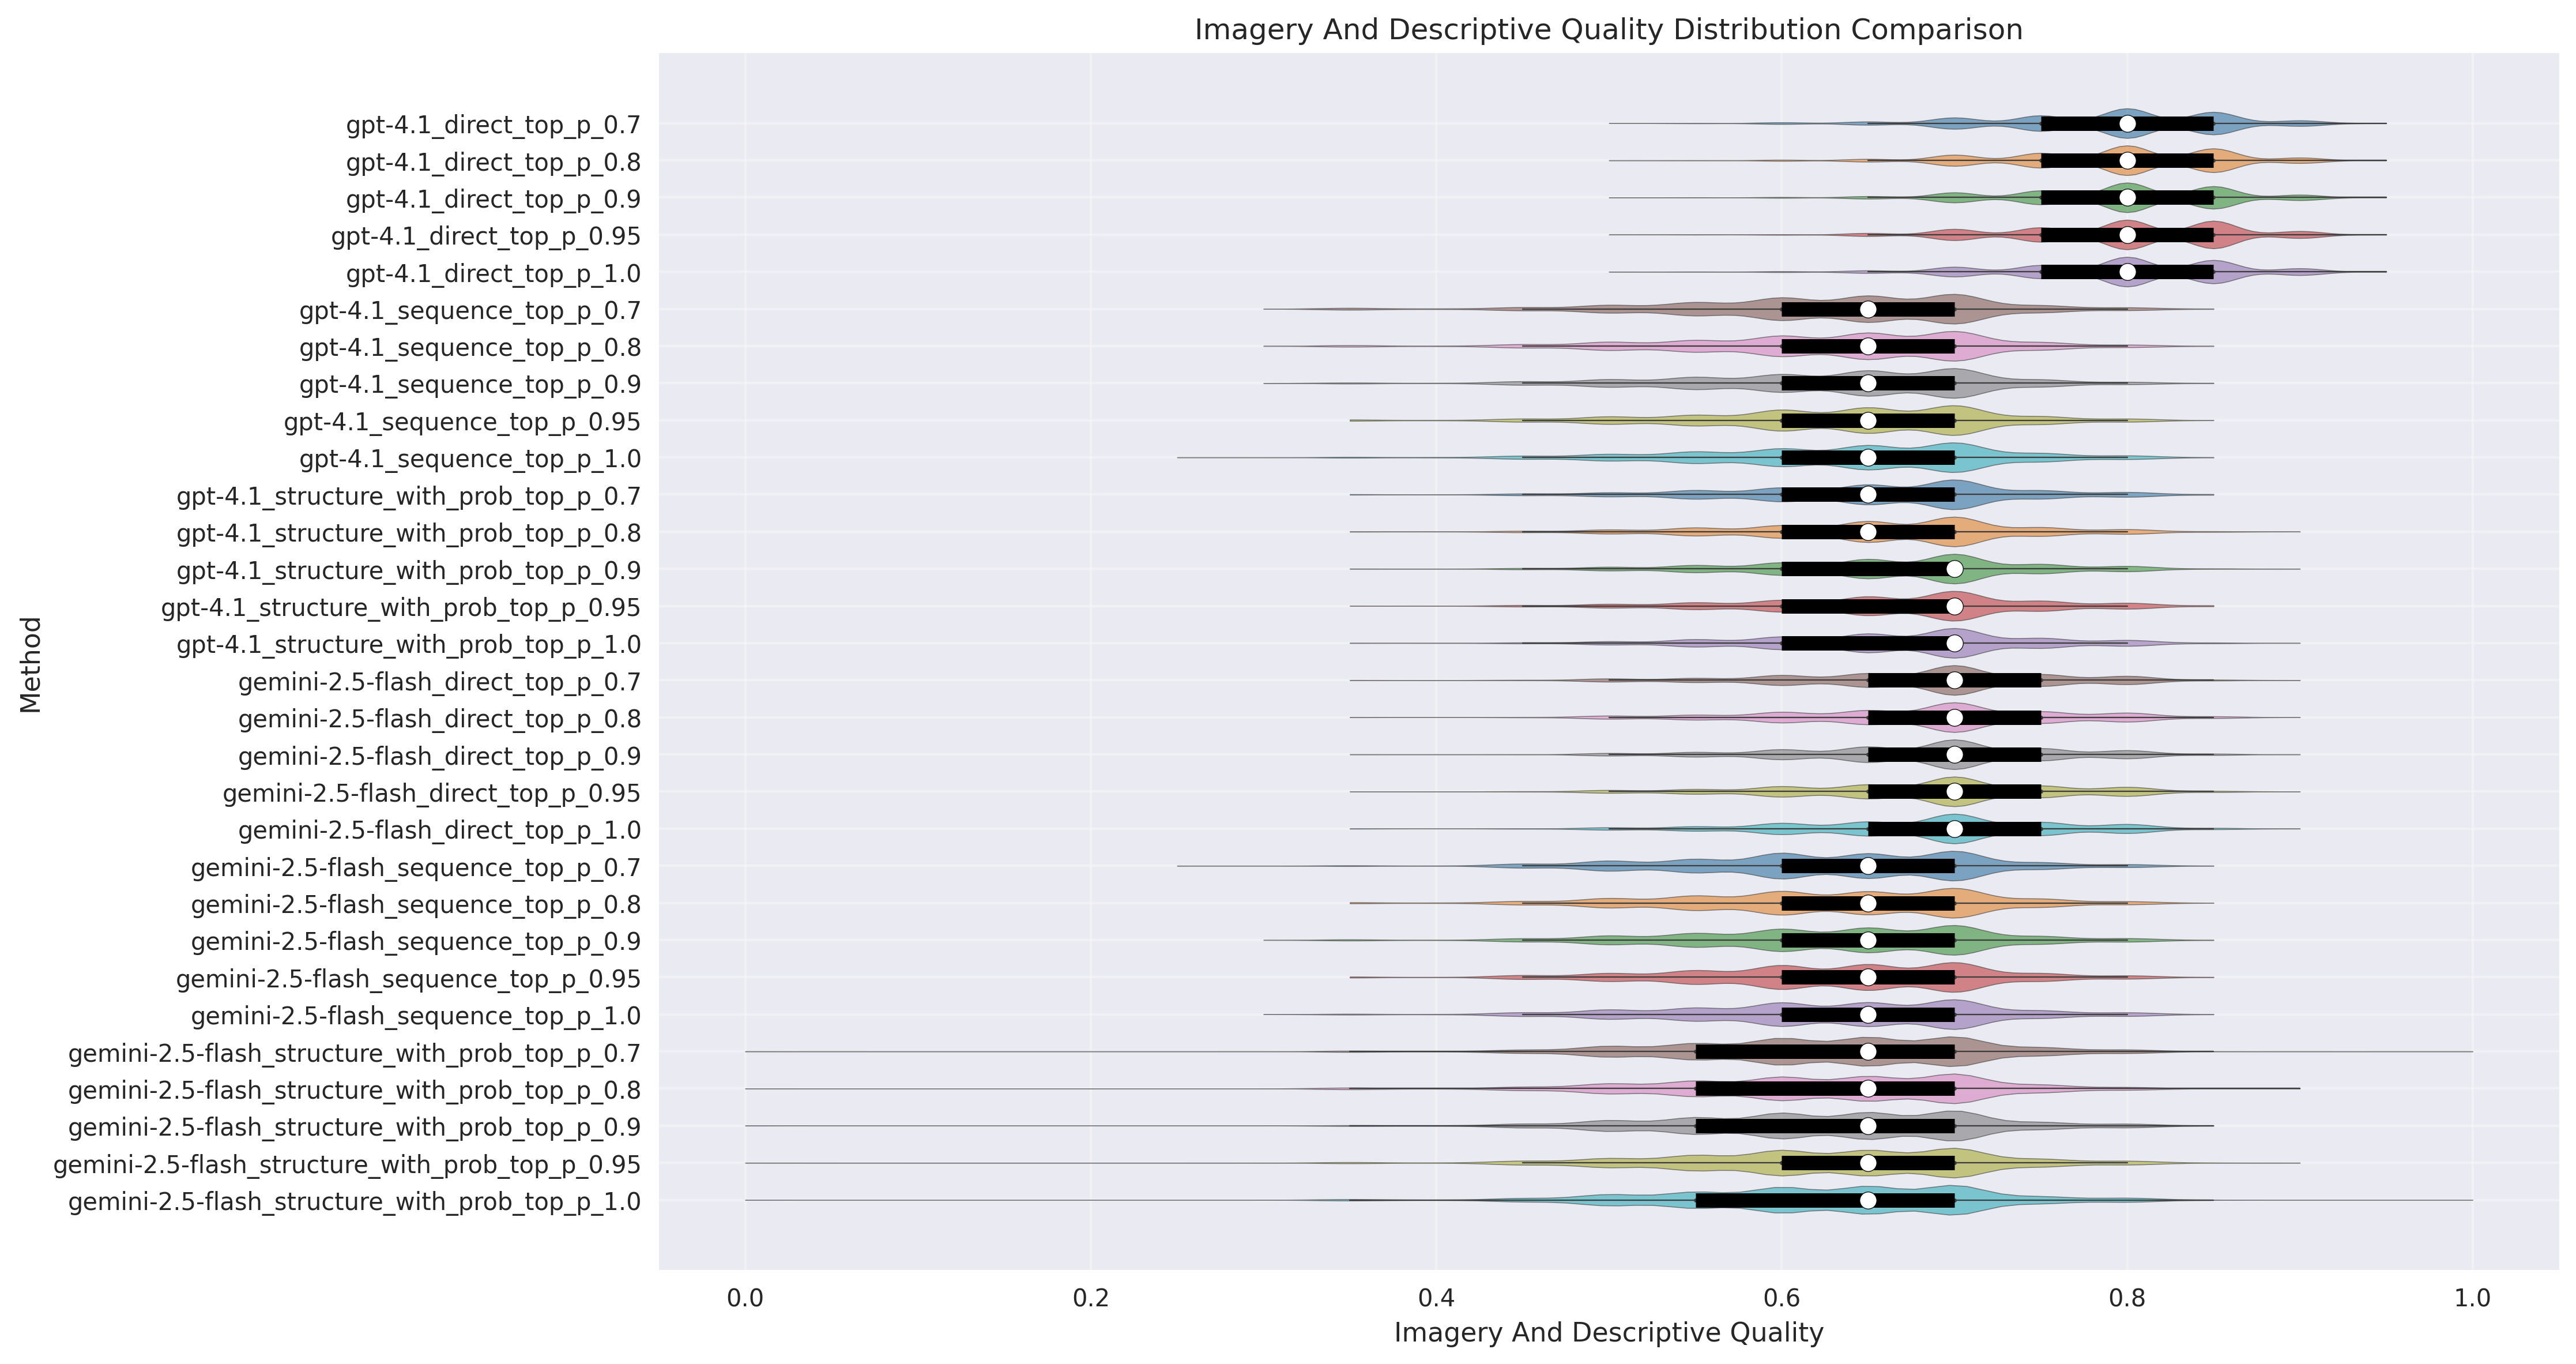 Imagery And Descriptive Quality Distribution Comparison
gpt-4.1_direct_top_p_0.7
gpt-4.1_direct_top_p_0.8
gpt-4.1_direct_top_p_0.9
gpt-4.1_direct_top_p_0.95
gpt-4.1_direct_top_p_1.0
gpt-4.1_sequence_top_p_0.7
gpt-4.1_sequence_top_p_0.8
gpt-4.1_sequence_top_p_0.9
gpt-4.1_sequence_top_p_0.95
gpt-4.1_sequence_top_p_1.0
gpt-4.1_structure_with_prob_top_p_0.7
gpt-4.1_structure_with_prob_top_p_0.8
gpt-4.1_structure_with_prob_top_p_0.9
gpt-4.1_structure_with_prob_top_p_0.95
gpt-4.1_structure_with_prob_top_p_1.0
gemini-2.5-flash_direct_top_p_0.7
gemini-2.5-flash_direct_top_p_0.8
gemini-2.5-flash_direct_top_p_0.9
gemini-2.5-flash_direct_top_p_0.95
gemini-2.5-flash_direct_top_p_1.0
gemini-2.5-flash_sequence_top_p_0.7
gemini-2.5-flash_sequence_top_p_0.8
gemini-2.5-flash_sequence_top_p_0.9
gemini-2.5-flash_sequence_top_p_0.95
gemini-2.5-flash_sequence_top_p_1.0
gemini-2.5-flash_structure_with_prob_top_p_0.7
gemini-2.5-flash_structure_with_prob_top_p_0.8
gemini-2.5-flash_structure_with_prob_top_p_0.9
gemini-2.5-flash_structure_with_prob_top_p_0.95
gemini-2.5-flash_structure_with_prob_top_p_1.0
Method
0.0 0.2 0.4 0.6 0.8 1.0
Imagery And Descriptive Quality